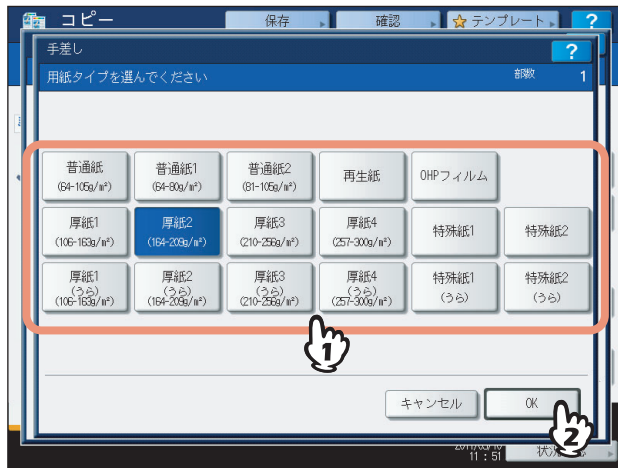 コピー 保存 確認 テンプレート ?
手差し ?
用紙タイプを選んでください 部数 1
普通紙 普通紙1 普通紙2 再生紙 OHPフィルム
(64-105g/m²) (64-80g/m²) (81-105g/m²)
厚紙1 厚紙2 厚紙3 厚紙4 特殊紙1 特殊紙2
(106-163g/m²) (164-209g/m²) (210-256g/m²) (257-300g/m²)
厚紙1 厚紙2 厚紙3 厚紙4 特殊紙1 特殊紙2
(うら) (うら) (うら) (うら) (うら) (うら)
(106-163g/m²) (164-209g/m²) (210-256g/m²) (257-300g/m²)
1
キャンセル OK
2
11:51 状況